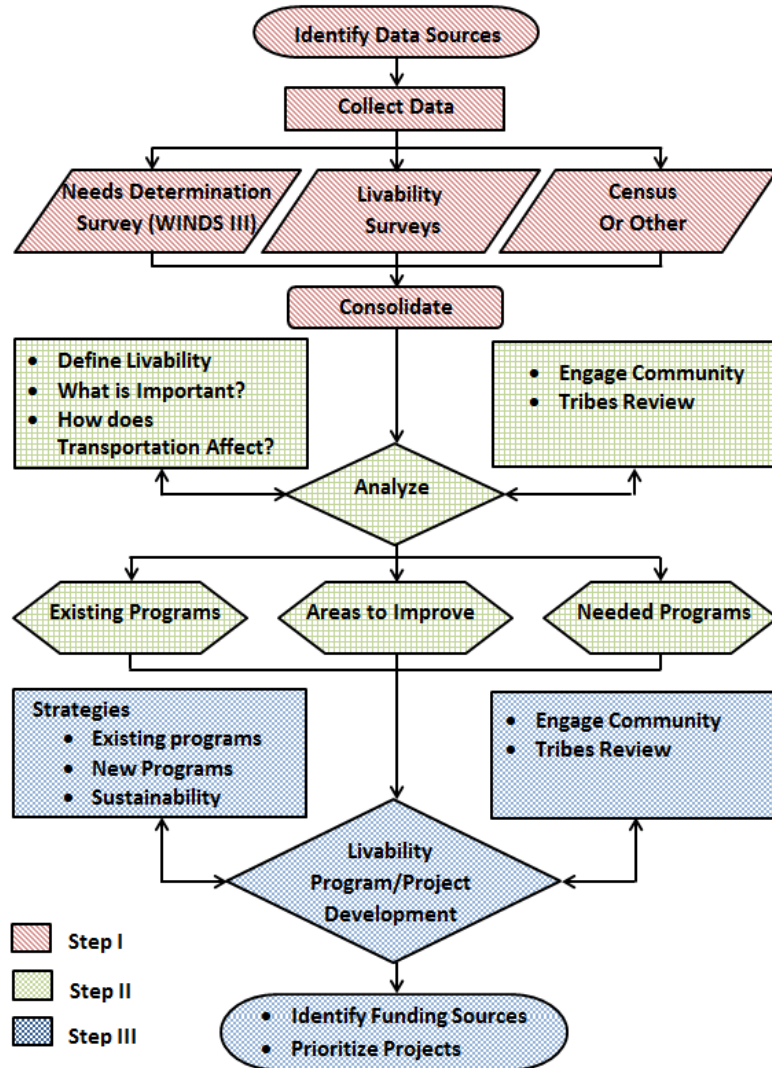 Identify Data Sources
Collect Data
Needs Determination
Survey (WINDS III)
Livability
Surveys
Census
Or Other
Consolidate
• Define Livability
• What is Important?
• How does
Transportation Affect?
• Engage Community
• Tribes Review
Analyze
Existing Programs
Areas to Improve
Needed Programs
Strategies
• Existing programs
• New Programs
• Sustainability
• Engage Community
• Tribes Review
Livability
Program/Project
Development
Step I
Step II
Step III
• Identify Funding Sources
• Prioritize Projects